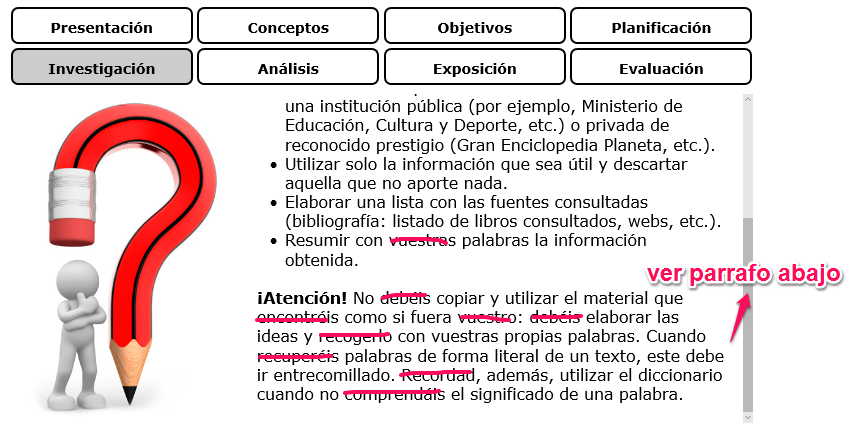 Presentación Conceptos Objetivos Planificación
Investigación Análisis Exposición Evaluación
una institución pública (por ejemplo, Ministerio de
Educación, Cultura y Deporte, etc.) o privada de
reconocido prestigio (Gran Enciclopedia Planeta, etc.).
• Utilizar solo la información que sea útil y descartar
aquella que no aporte nada.
• Elaborar una lista con las fuentes consultadas
(bibliografía: listado de libros consultados, webs, etc.).
• Resumir con vuestras palabras la información
obtenida.
ver parrafo abajo
¡Atención! No debéis copiar y utilizar el material que
encontréis como si fuera vuestro: debéis elaborar las
ideas y recogerlo con vuestras propias palabras. Cuando
recuperéis palabras de forma literal de un texto, este debe
ir entrecomillado. Recordad, además, utilizar el diccionario
cuando no comprendáis el significado de una palabra.